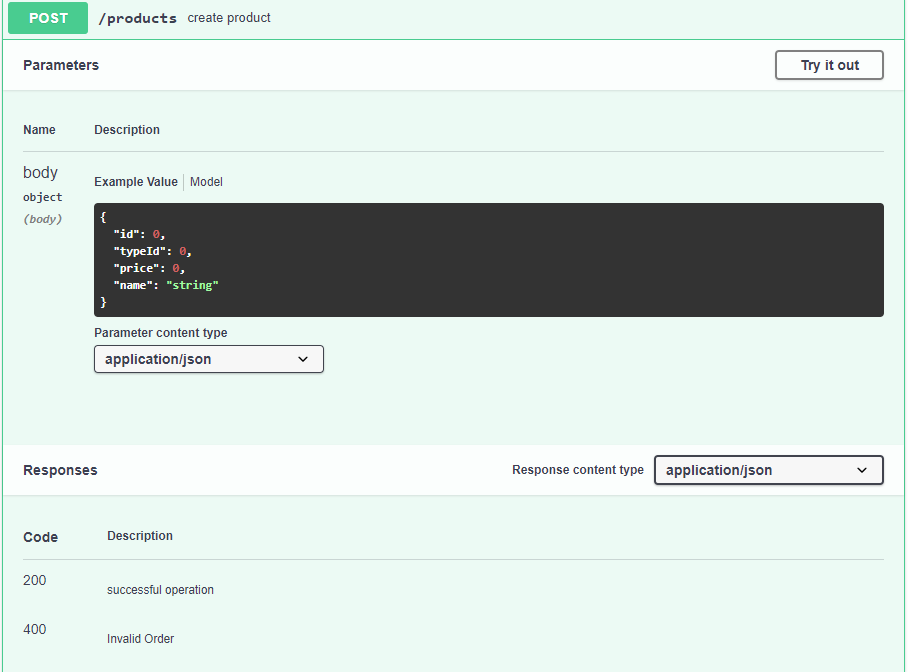 POST /products create product
Parameters Try it out
Name Description
body Example Value Model
object
(body)
{
"id": 0,
"typeId": 0,
"price": 0,
"name": "string"
}
Parameter content type
application/json
Responses Response content type application/json
Code Description
200 successful operation
400 Invalid Order